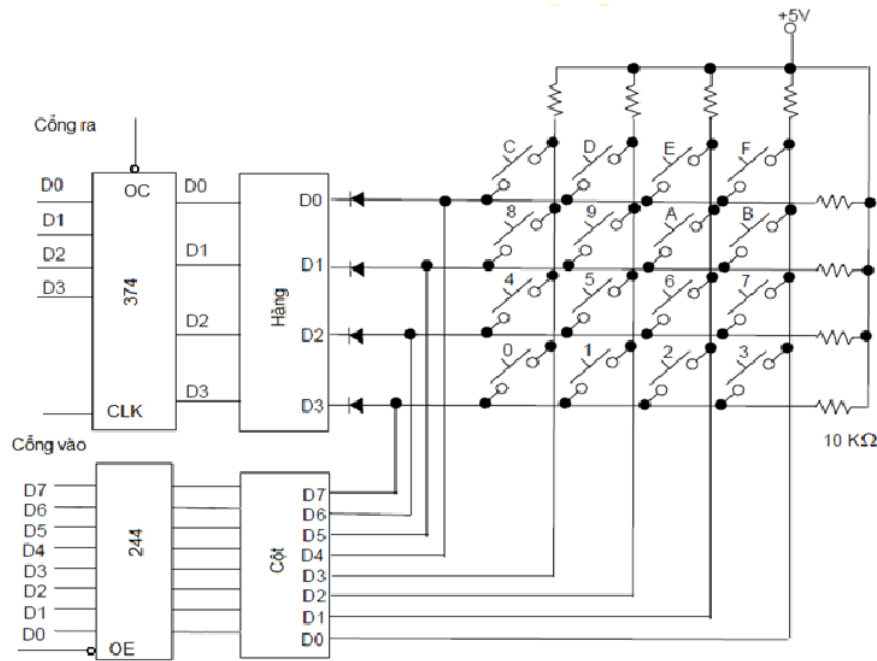 +5V
Cổng ra
C D E F
D0 OC D0 D0
D1
8 9 A B
D2 D1 D1
D3
4 5 6 7
374 Hàng
D2 D2
0 1 2 3
D3 D3
CLK
10 KΩ
Cổng vào
D7 D7
D6 D6
D5 D5
D4 244 Cột D4
D3 D3
D2 D2
D1 D1
D0 D0
OE